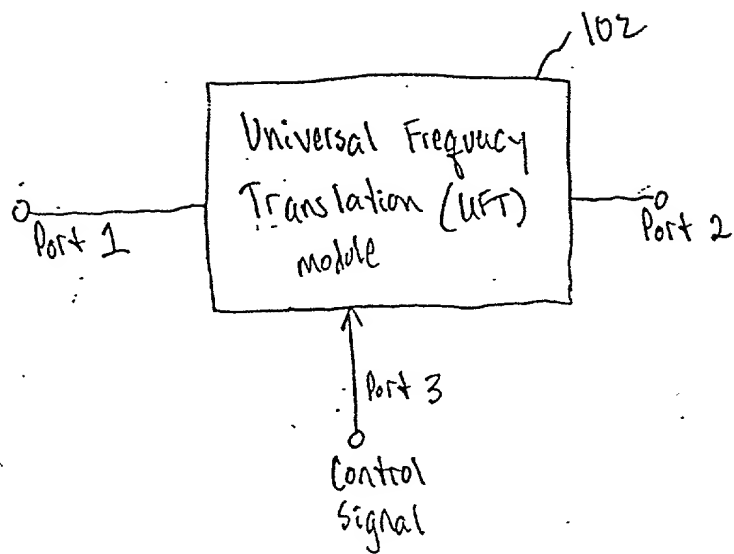 102
Universal Frequency
Translation (UFT)
module
Port 1
Port 2
Port 3
Control
Signal